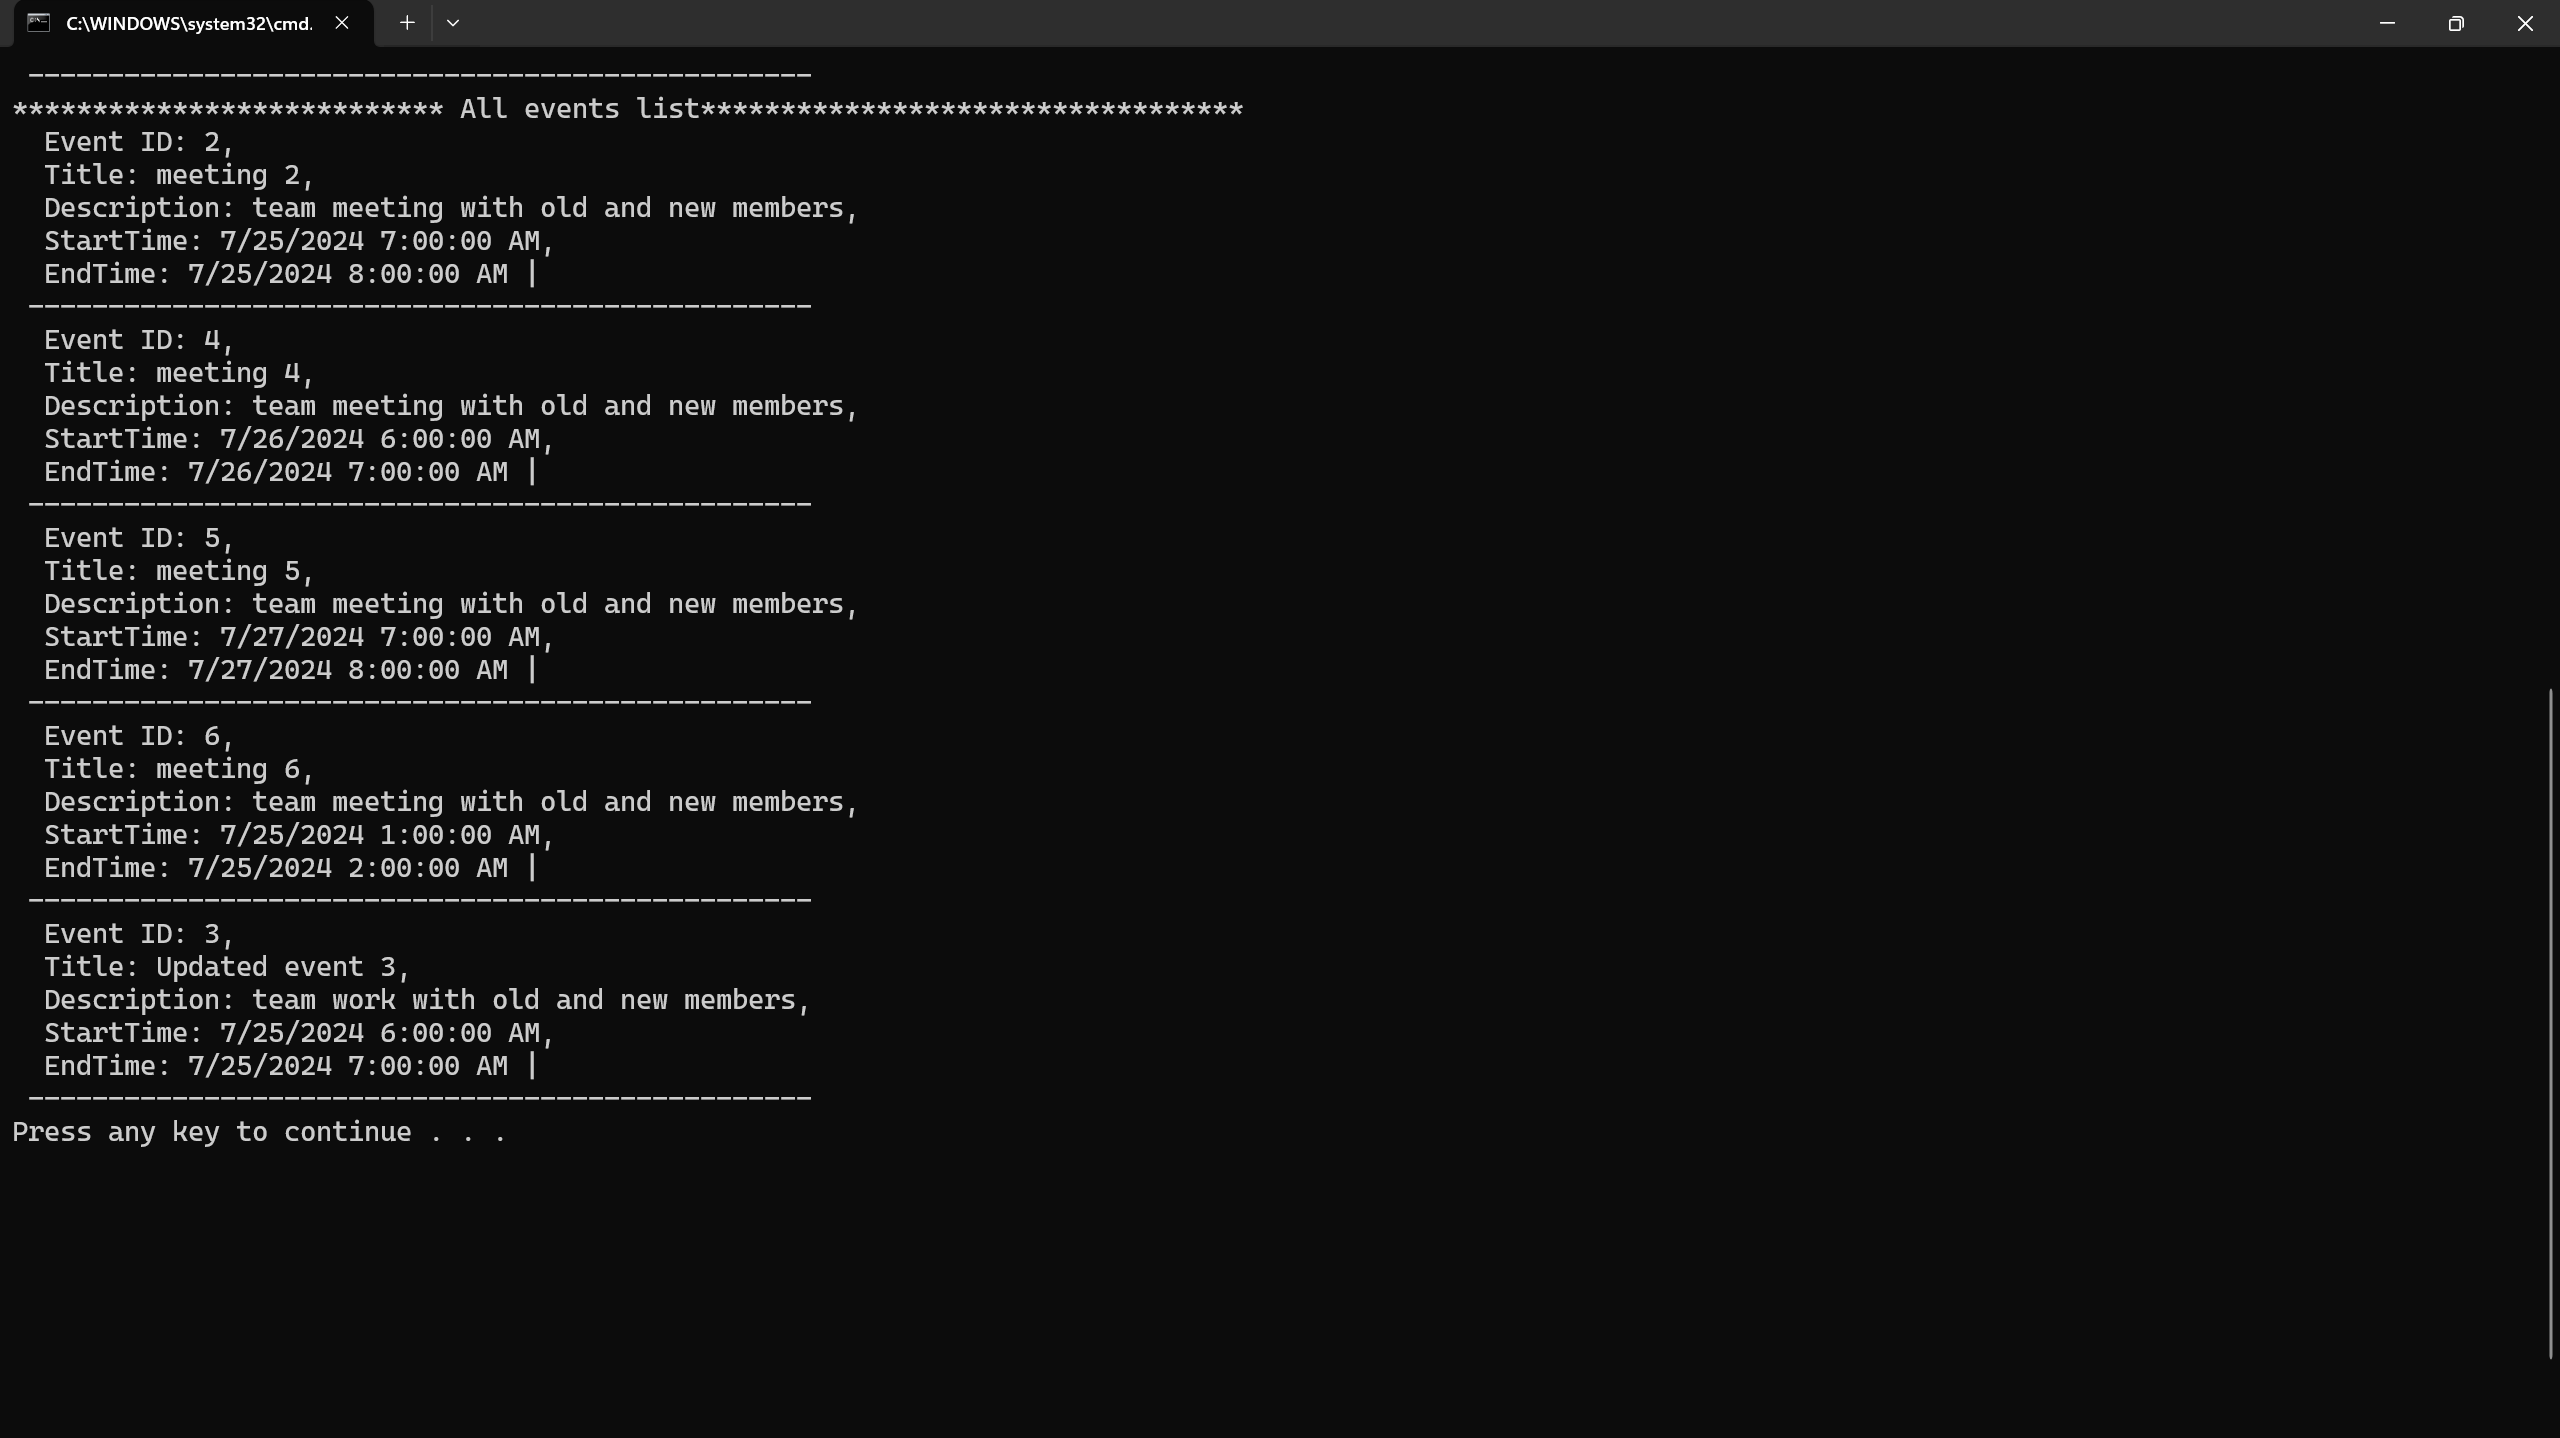 C:\WINDOWS\system32\cmd.
-------------------------------------------------
*************************** All events list**********************************
Event ID: 2,
Title: meeting 2,
Description: team meeting with old and new members,
StartTime: 7/25/2024 7:00:00 AM,
EndTime: 7/25/2024 8:00:00 AM |
-------------------------------------------------
Event ID: 4,
Title: meeting 4,
Description: team meeting with old and new members,
StartTime: 7/26/2024 6:00:00 AM,
EndTime: 7/26/2024 7:00:00 AM |
-------------------------------------------------
Event ID: 5,
Title: meeting 5,
Description: team meeting with old and new members,
StartTime: 7/27/2024 7:00:00 AM,
EndTime: 7/27/2024 8:00:00 AM |
-------------------------------------------------
Event ID: 6,
Title: meeting 6,
Description: team meeting with old and new members,
StartTime: 7/25/2024 1:00:00 AM,
EndTime: 7/25/2024 2:00:00 AM |
-------------------------------------------------
Event ID: 3,
Title: Updated event 3,
Description: team work with old and new members,
StartTime: 7/25/2024 6:00:00 AM,
EndTime: 7/25/2024 7:00:00 AM |
-------------------------------------------------
Press any key to continue . . .